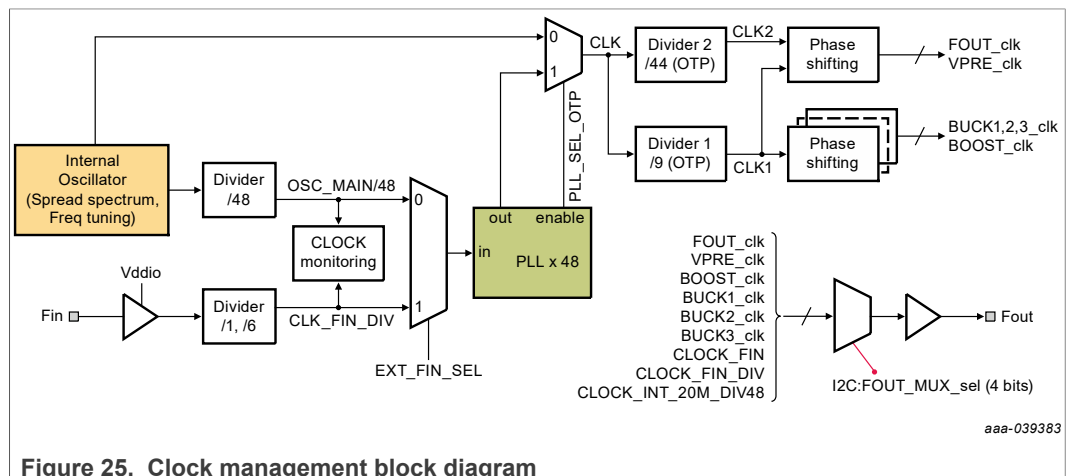 0
1
CLK
Divider 2
/44 (OTP)
CLK2
Phase
shifting
FOUT_clk
VPRE_clk
PLL_SEL_OTP
Divider 1
/9 (OTP)
CLK1
Phase
shifting
BUCK1,2,3_clk
BOOST_clk
Internal
Oscillator
(Spread spectrum,
Freq tuning)
Divider
/48
OSC_MAIN/48
0
CLOCK
monitoring
out enable
in
PLL x 48
Vddio
Fin
Divider
/1, /6
CLK_FIN_DIV
1
EXT_FIN_SEL
FOUT_clk
VPRE_clk
BOOST_clk
BUCK1_clk
BUCK2_clk
BUCK3_clk
CLOCK_FIN
CLOCK_FIN_DIV
CLOCK_INT_20M_DIV48
Fout
I2C:FOUT_MUX_sel (4 bits)
aaa-039383
Figure 25. Clock management block diagram